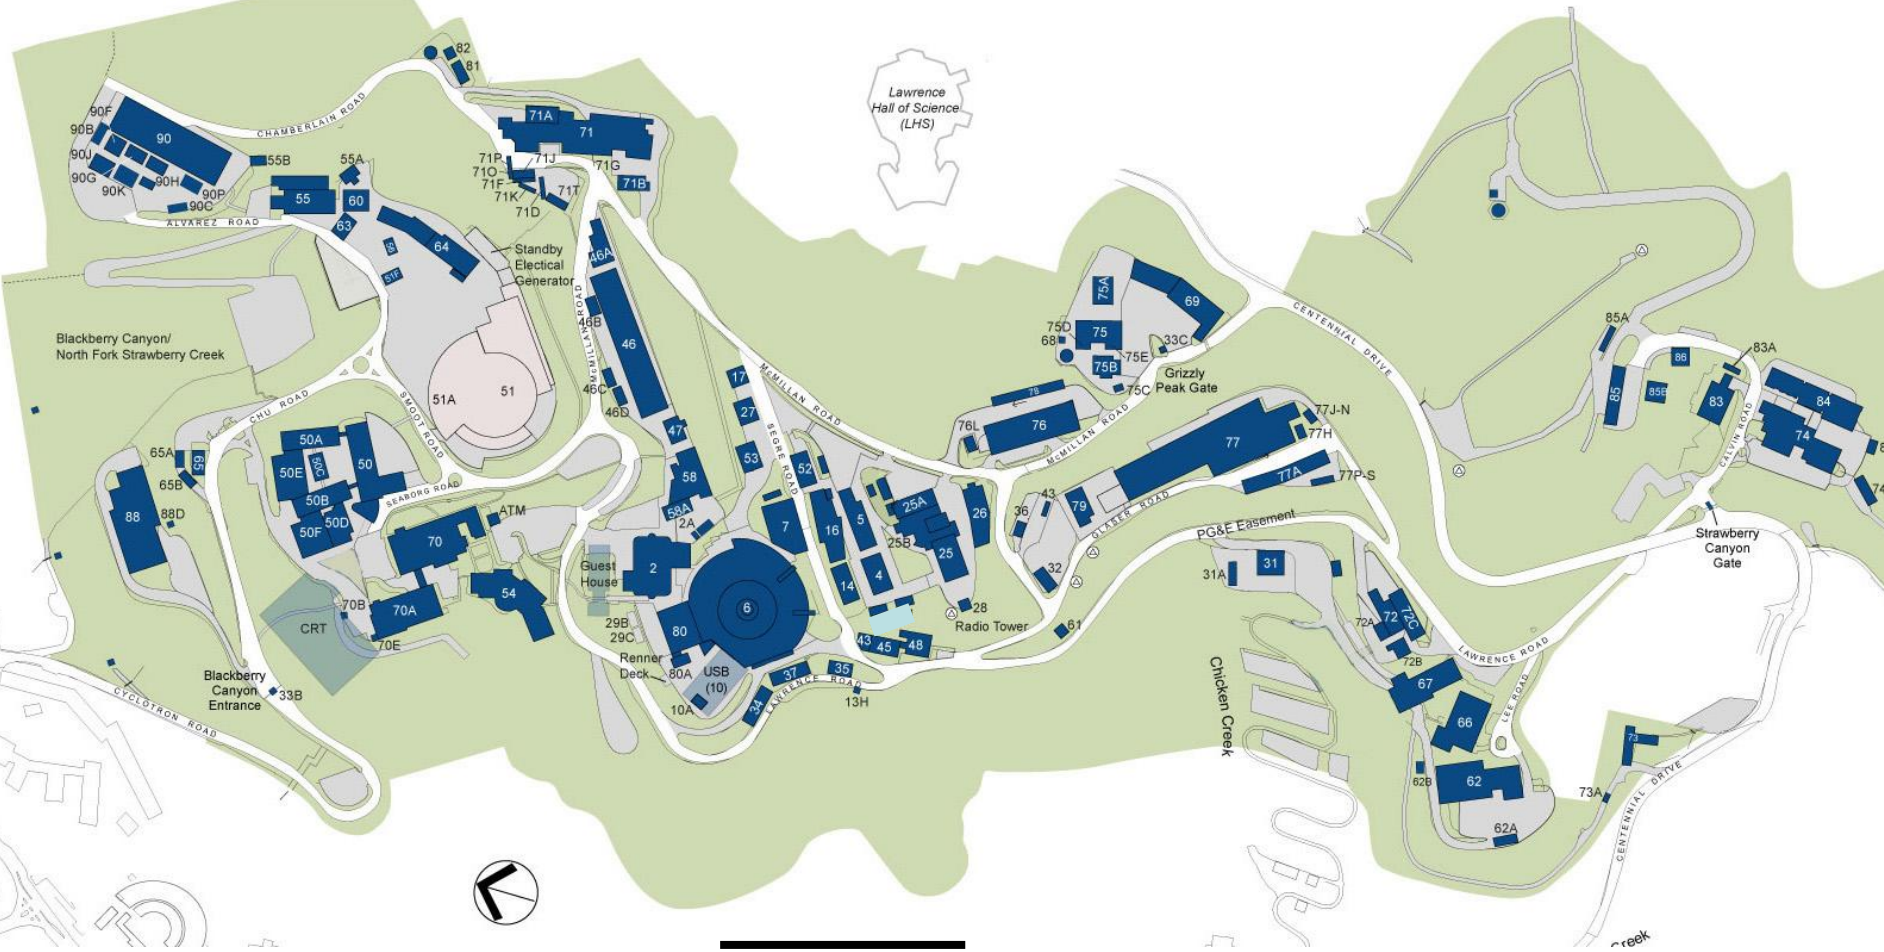 82
81
90F
90B
90
90J
90G
90K
90H
90P
90C
CHAMBERLAIN ROAD
ALVAREZ ROAD
55B
55A
55
60
63
64
51F
71A
71
71P
71J
71O
71F
71K
71D
71T
71G
71B
Lawrence
Hall of Science
(LHS)
Standby
Electical
Generator
Blackberry Canyon/
North Fork Strawberry Creek
51A
51
46A
46B
46
46C
46D
McMILLAN ROAD
McMILLAN ROAD
McMILLAN ROAD
17
27
47
53
52
SEGRE ROAD
CHU ROAD
SMOOT ROAD
SEABORG ROAD
65A
65
65B
50A
50
50E
50C
50B
50D
50F
88
88D
ATM
70
70A
70B
70E
54
CRT
58
58A
2A
2
Guest
House
29B
29C
Renner
Deck
80
80A
6
USB
(10)
10A
7
16
5
14
4
25A
25B
25
26
28
Radio Tower
43
45
48
37
35
34
13H
LAWRENCE ROAD
61
36
43
32
79
GLASER ROAD
PG&E Easement
75A
75D
75
68
75B
75E
75C
69
33C
Grizzly
Peak Gate
78
76
76L
77
77J-N
77H
77A
77P-S
CENTENNIAL DRIVE
85A
85
85B
86
83A
83
84
74
CALVIN ROAD
Strawberry
Canyon
Gate
31
31A
72
72A
72C
72B
LAWRENCE ROAD
67
66
LEE ROAD
62
62B
62A
73
73A
CENTENNIAL DRIVE
Chicken Creek
Blackberry
Canyon
Entrance
33B
CYCLOTRON ROAD
reek